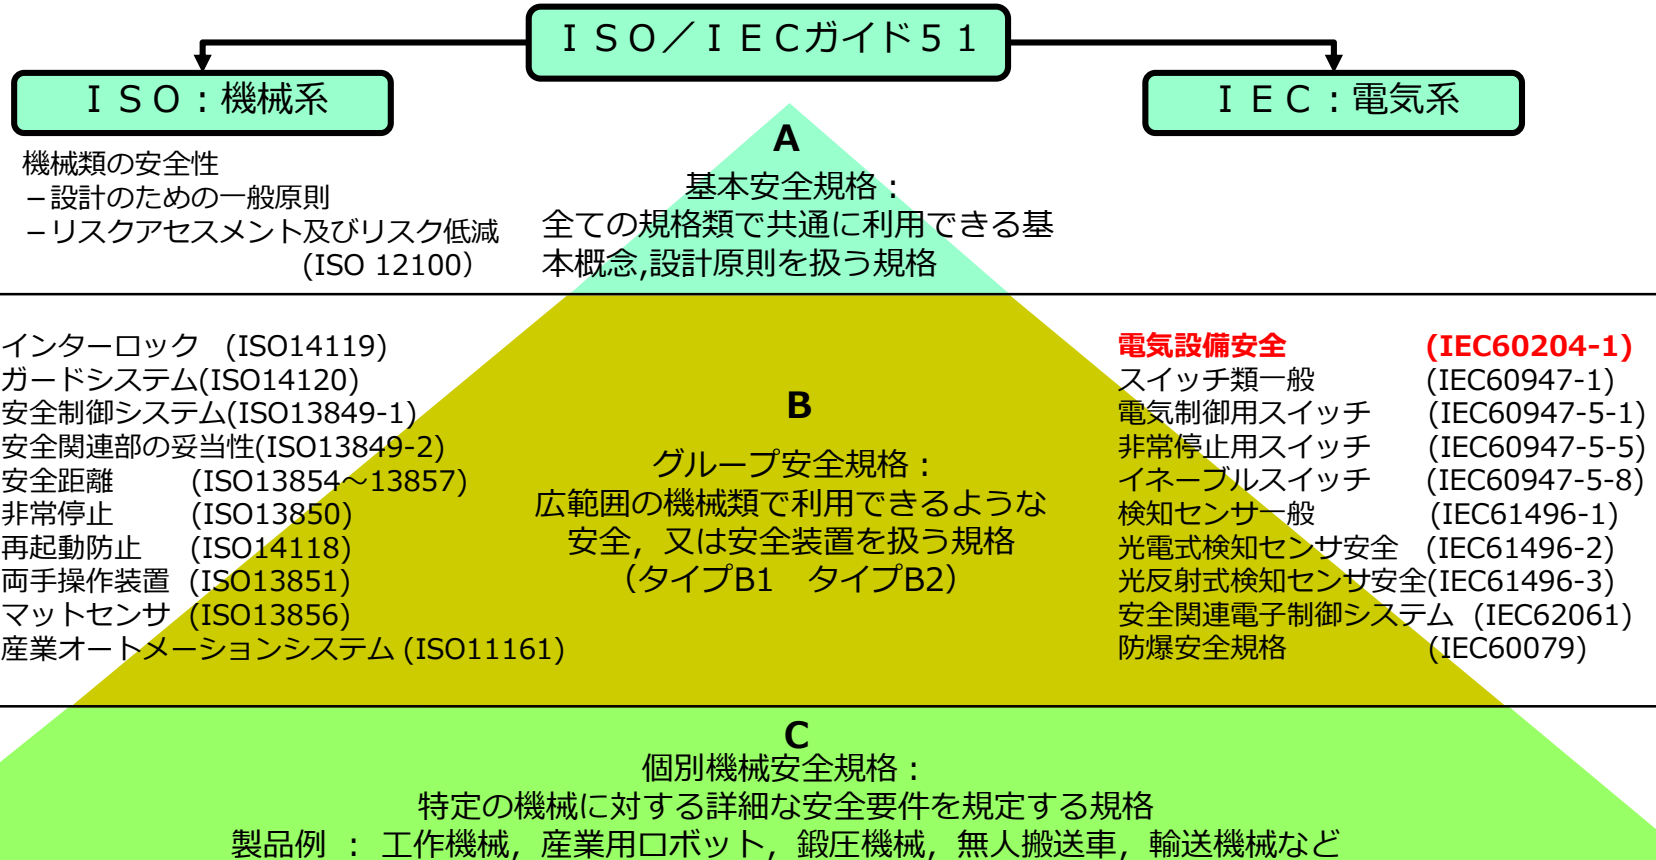 ＩＳＯ／ＩＥＣガイド５１
ＩＳＯ：機械系
ＩＥＣ：電気系
機械類の安全性
－設計のための一般原則
－リスクアセスメント及びリスク低減
(ISO 12100）
A
基本安全規格：
全ての規格類で共通に利用できる基
本概念,設計原則を扱う規格
インターロック (ISO14119)
ガードシステム(ISO14120)
安全制御システム(ISO13849-1)
安全関連部の妥当性(ISO13849-2)
安全距離 (ISO13854～13857)
非常停止 (ISO13850)
再起動防止 (ISO14118)
両手操作装置 (ISO13851)
マットセンサ (ISO13856)
産業オートメーションシステム (ISO11161)
B
グループ安全規格：
広範囲の機械類で利用できるような
安全，又は安全装置を扱う規格
（タイプB1　タイプB2）
電気設備安全 (IEC60204-1)
スイッチ類一般 (IEC60947-1)
電気制御用スイッチ (IEC60947-5-1)
非常停止用スイッチ (IEC60947-5-5)
イネーブルスイッチ (IEC60947-5-8)
検知センサ一般 (IEC61496-1)
光電式検知センサ安全 (IEC61496-2)
光反射式検知センサ安全(IEC61496-3)
安全関連電子制御システム (IEC62061)
防爆安全規格 (IEC60079)
C
個別機械安全規格：
特定の機械に対する詳細な安全要件を規定する規格
製品例 ： 工作機械，産業用ロボット，鍛圧機械，無人搬送車，輸送機械など